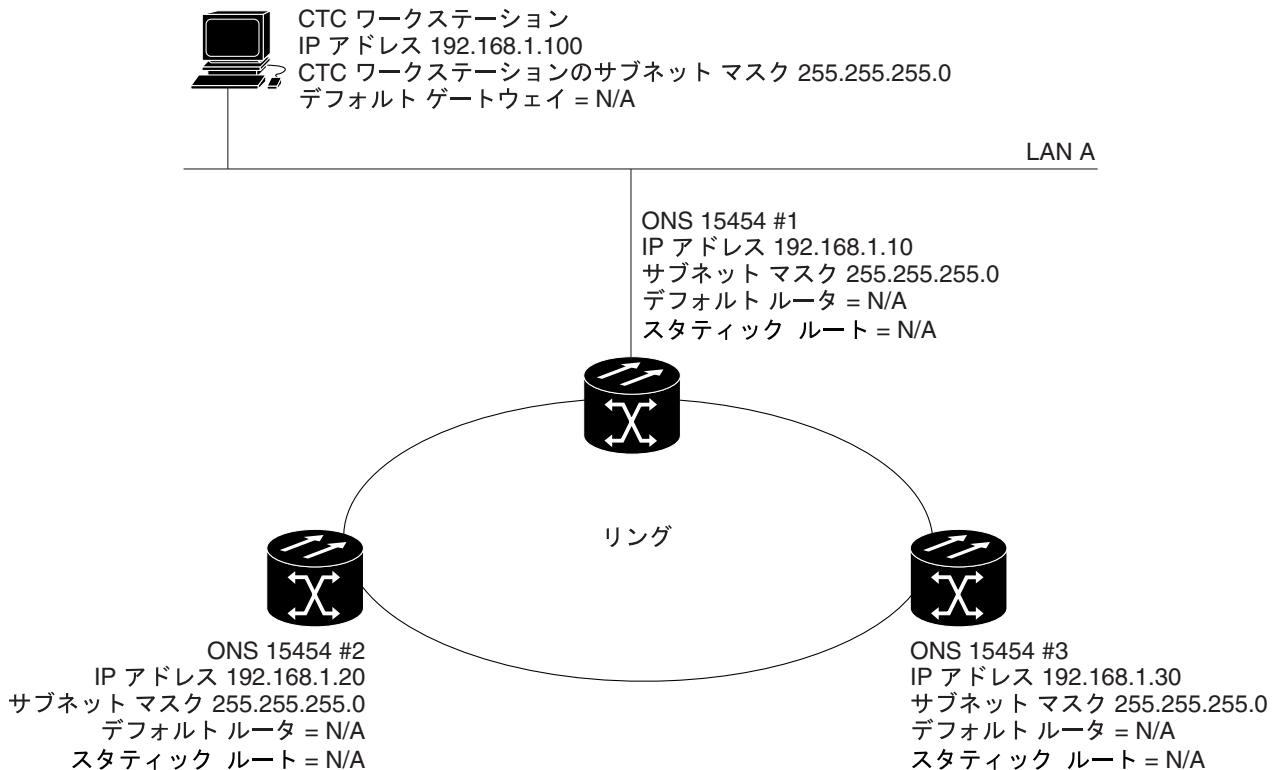 CTC ワークステーション
IP アドレス 192.168.1.100
CTC ワークステーションのサブネット マスク 255.255.255.0
デフォルト ゲートウェイ = N/A
LAN A
ONS 15454 #1
IP アドレス 192.168.1.10
サブネット マスク 255.255.255.0
デフォルト ルータ = N/A
スタティック ルート = N/A
リング
ONS 15454 #2
IP アドレス 192.168.1.20
サブネット マスク 255.255.255.0
デフォルト ルータ = N/A
スタティック ルート = N/A
ONS 15454 #3
IP アドレス 192.168.1.30
サブネット マスク 255.255.255.0
デフォルト ルータ = N/A
スタティック ルート = N/A